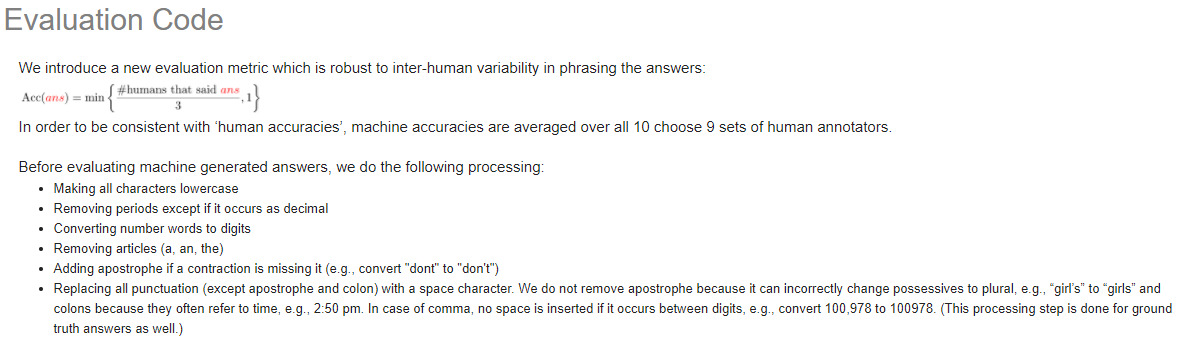 Evaluation Code
We introduce a new evaluation metric which is robust to inter-human variability in phrasing the answers:
Acc(ans) = min { #humans that said ans / 3 , 1 }
In order to be consistent with ‘human accuracies’, machine accuracies are averaged over all 10 choose 9 sets of human annotators.
Before evaluating machine generated answers, we do the following processing:
• Making all characters lowercase
• Removing periods except if it occurs as decimal
• Converting number words to digits
• Removing articles (a, an, the)
• Adding apostrophe if a contraction is missing it (e.g., convert "dont" to "don't")
• Replacing all punctuation (except apostrophe and colon) with a space character. We do not remove apostrophe because it can incorrectly change possessives to plural, e.g., “girl’s” to “girls” and
colons because they often refer to time, e.g., 2:50 pm. In case of comma, no space is inserted if it occurs between digits, e.g., convert 100,978 to 100978. (This processing step is done for ground
truth answers as well.)